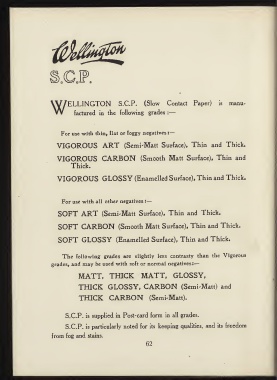 Wellington
S.C.P.
WELLINGTON S.C.P. (Slow Contact Paper) is manu-
factured in the following grades :—
For use with thin, flat or foggy negatives :—
VIGOROUS ART (Semi-Matt Surface), Thin and Thick.
VIGOROUS CARBON (Smooth Matt Surface), Thin and
Thick.
VIGOROUS GLOSSY (Enamelled Surface), Thin and Thick.
For use with all other negatives :—
SOFT ART (Semi-Matt Surface), Thin and Thick.
SOFT CARBON (Smooth Matt Surface), Thin and Thick.
SOFT GLOSSY (Enamelled Surface), Thin and Thick.
The following grades are slightly less contrasty than the Vigorous
grades, and may be used with soft or normal negatives :—
MATT, THICK MATT, GLOSSY,
THICK GLOSSY, CARBON (Semi-Matt) and
THICK CARBON (Semi-Matt).
S.C.P. is supplied in Post-card form in all grades.
S.C.P. is particularly noted for its keeping qualities, and its freedom
from fog and stains.
62